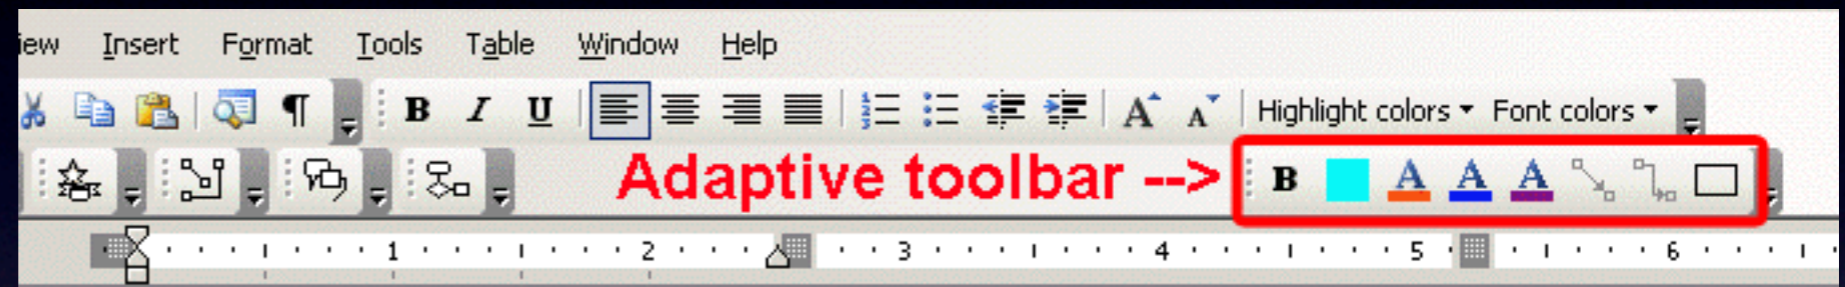 iew Insert Format Tools Table Window Help
¶ B I U A A Highlight colors Font colors
Adaptive toolbar --> B A A A
1 2 3 4 5 6